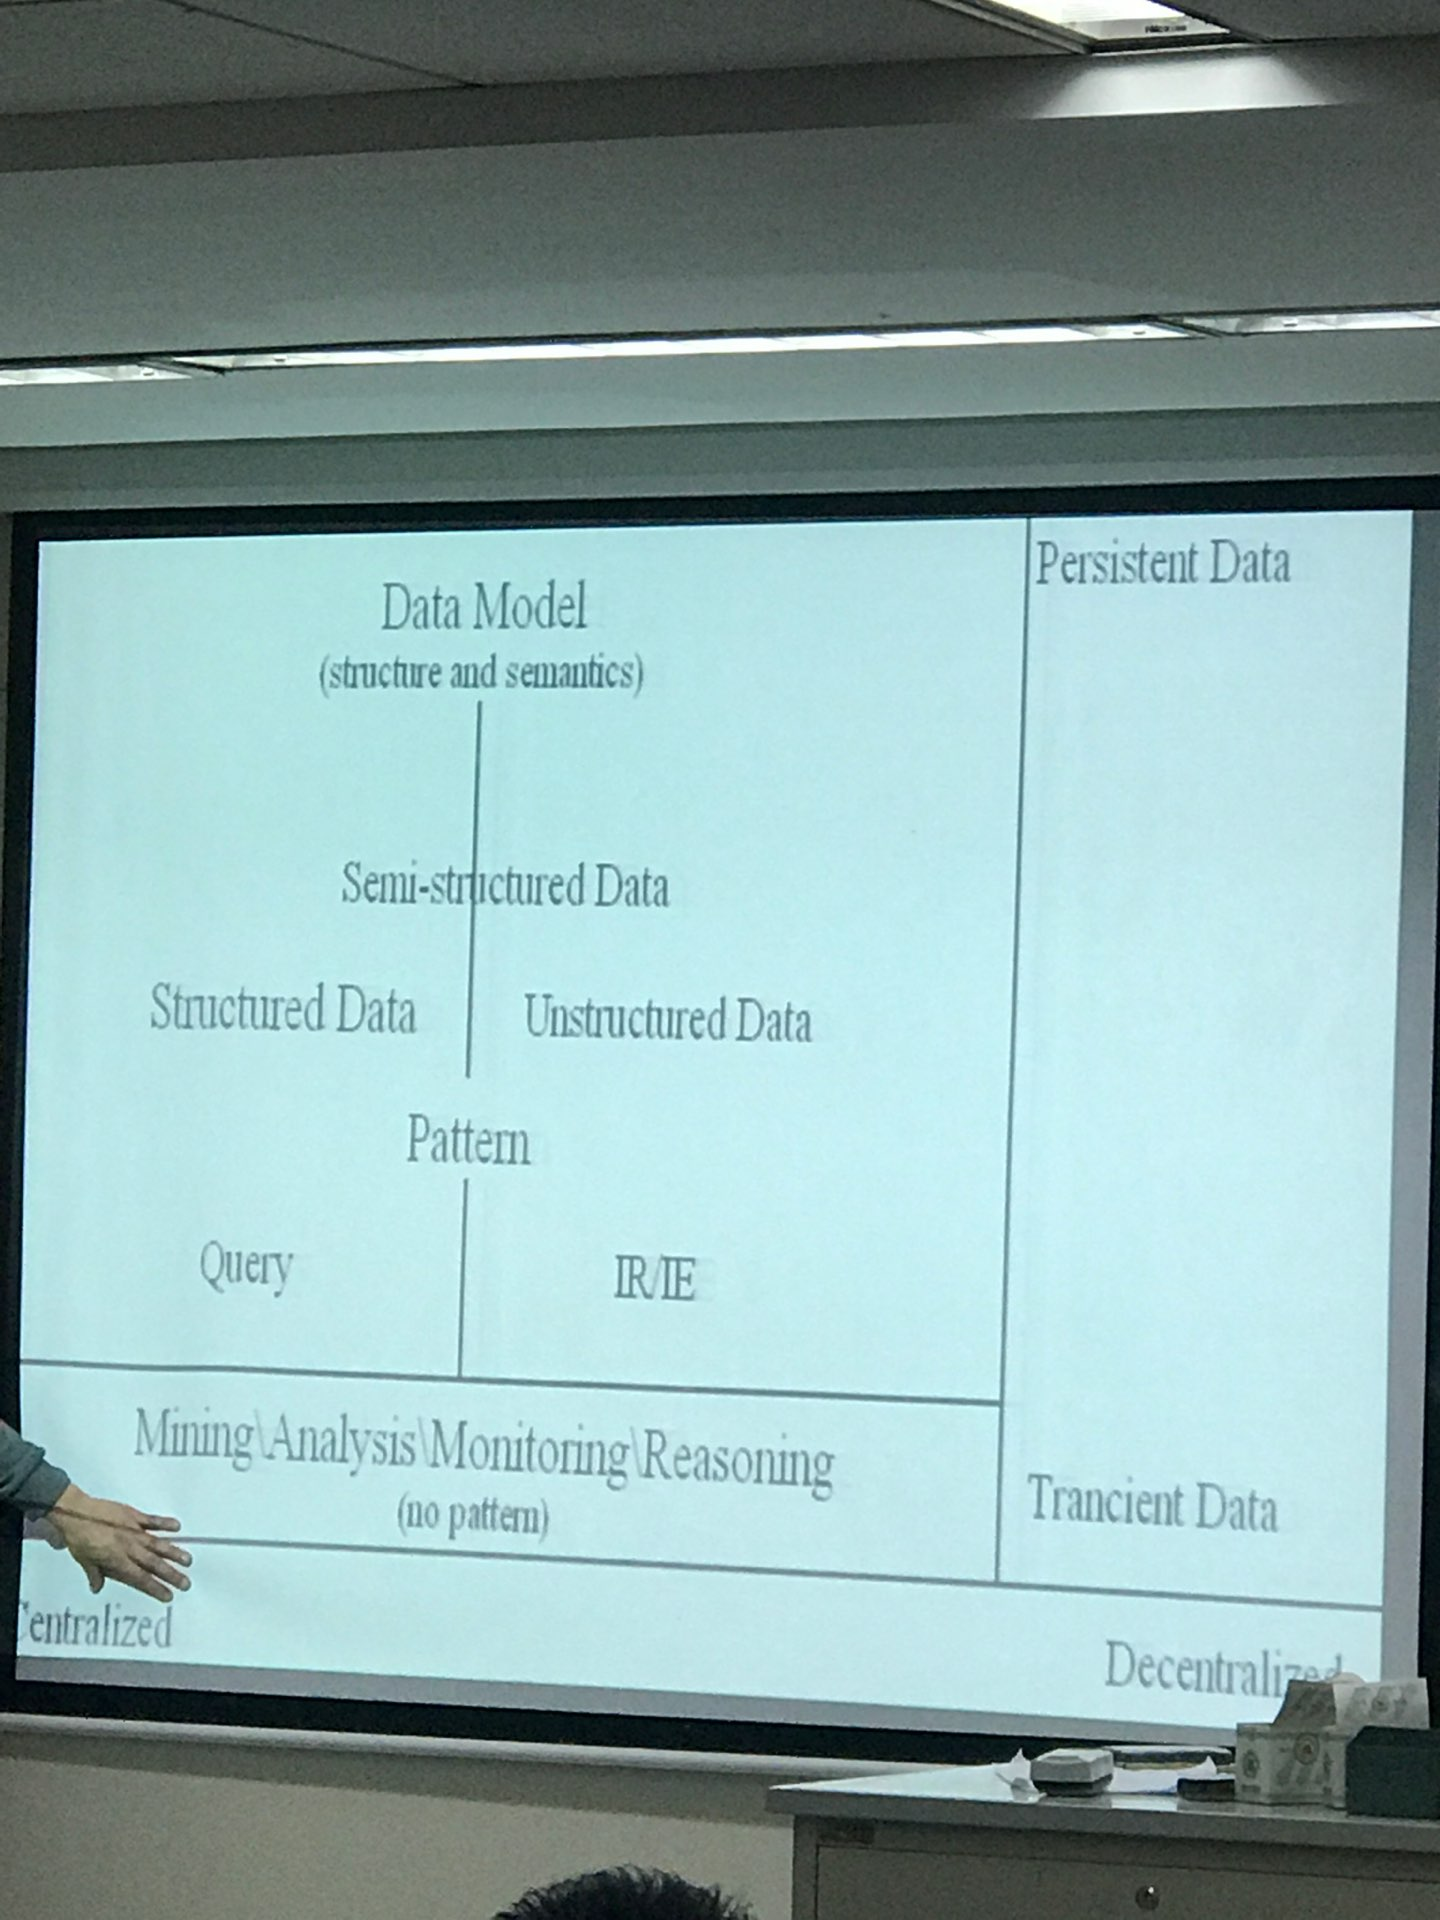 Persistent Data
Data Model
(structure and semantics)
Semi-structured Data
Structured Data
Unstructured Data
Pattern
Query
IR/IE
Mining\Analysis\Monitoring\Reasoning
(no pattern)
Trancient Data
entralized
Decentralized